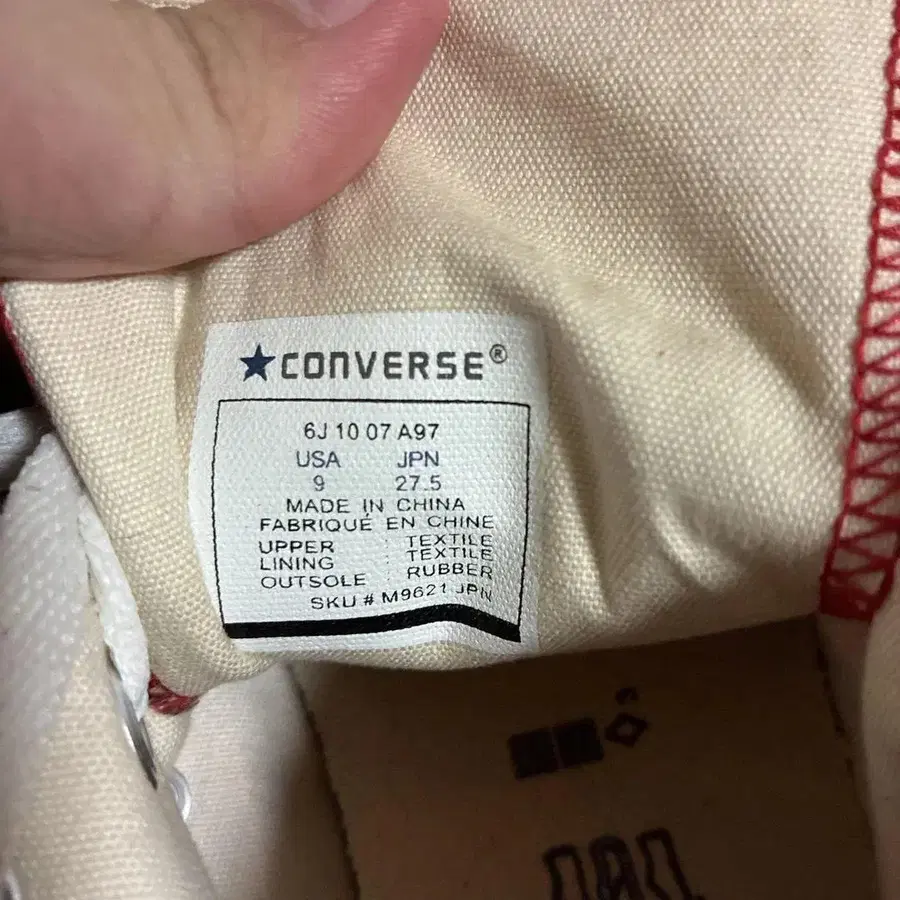 ★CONVERSE®
6J 10 07 A97
USA JPN
9 27.5
MADE IN CHINA
FABRIQUÉ EN CHINE
UPPER TEXTILE
LINING TEXTILE
OUTSOLE RUBBER
SKU # M9621 JPN